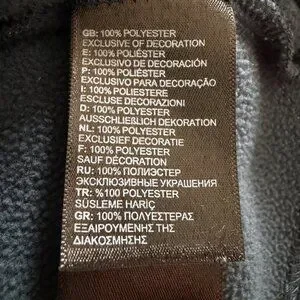 GB: 100% POLYESTER
EXCLUSIVE OF DECORATION
E: 100% POLIÉSTER
EXCLUSIVO DE DECORACIÓN
P: 100% POLIÉSTER
EXCLUSIVO PARA DECORAÇÃO
I: 100% POLIESTERE
ESCLUSE DECORAZIONI
D: 100% POLYESTER
AUSSCHLIEßLICH DEKORATION
NL: 100% POLYESTER
EXCLUSIEF DECORATIE
F: 100% POLYESTER
SAUF DÉCORATION
RU: 100% ПОЛИЭСТЕР
ЭКСКЛЮЗИВНЫЕ УКРАШЕНИЯ
TR: %100 POLYESTER
SÜSLEME HARİÇ
GR: 100% ΠΟΛΥΕΣΤΕΡΑΣ
ΕΞΑΙΡΟΥΜΕΝΗΣ ΤΗΣ
ΔΙΑΚΟΣΜΗΣΗΣ